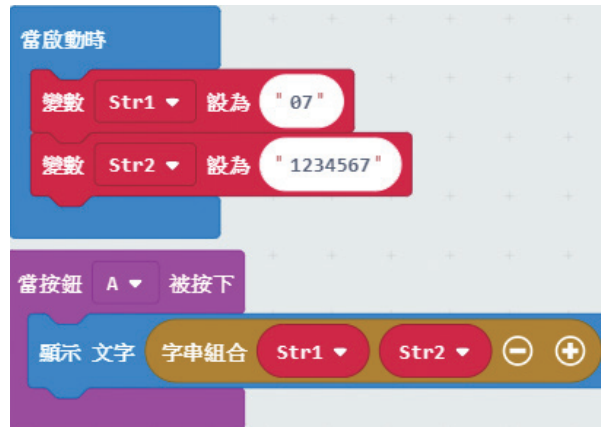 當啟動時
變數 Str1 設為 "07"
變數 Str2 設為 "1234567"
當按鈕 A 被按下
顯示 文字 字串組合 Str1 Str2